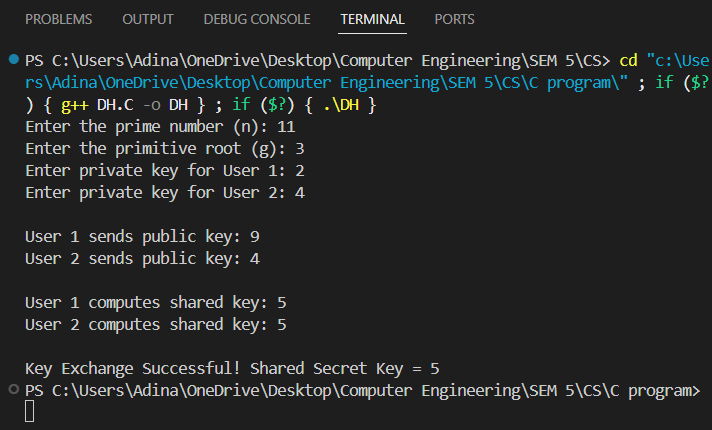 PROBLEMS OUTPUT DEBUG CONSOLE TERMINAL PORTS
PS C:\Users\Adina\OneDrive\Desktop\Computer Engineering\SEM 5\CS> cd "c:\Use
rs\Adina\OneDrive\Desktop\Computer Engineering\SEM 5\CS\C program\" ; if ($?
) { g++ DH.C -o DH } ; if ($?) { .\DH }
Enter the prime number (n): 11
Enter the primitive root (g): 3
Enter private key for User 1: 2
Enter private key for User 2: 4
User 1 sends public key: 9
User 2 sends public key: 4
User 1 computes shared key: 5
User 2 computes shared key: 5
Key Exchange Successful! Shared Secret Key = 5
PS C:\Users\Adina\OneDrive\Desktop\Computer Engineering\SEM 5\CS\C program>